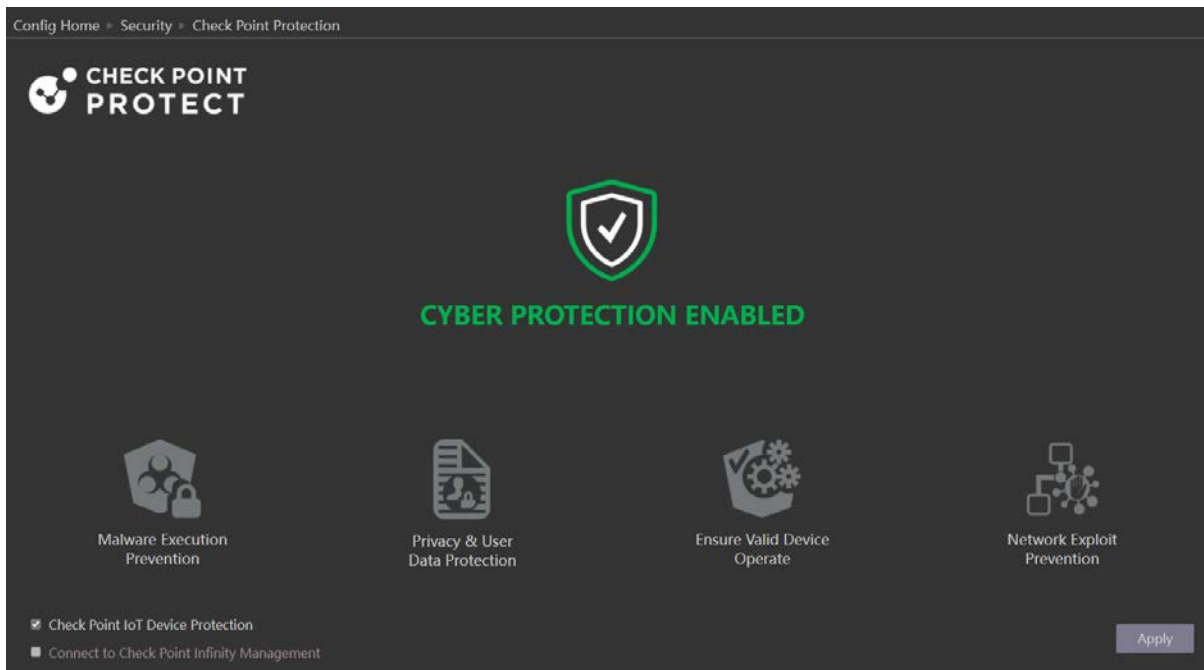 Config Home ▸ Security ▸ Check Point Protection
CHECK POINT
PROTECT
CYBER PROTECTION ENABLED
Malware Execution
Prevention
Privacy & User
Data Protection
Ensure Valid Device
Operate
Network Exploit
Prevention
Check Point IoT Device Protection
Connect to Check Point Infinity Management
Apply